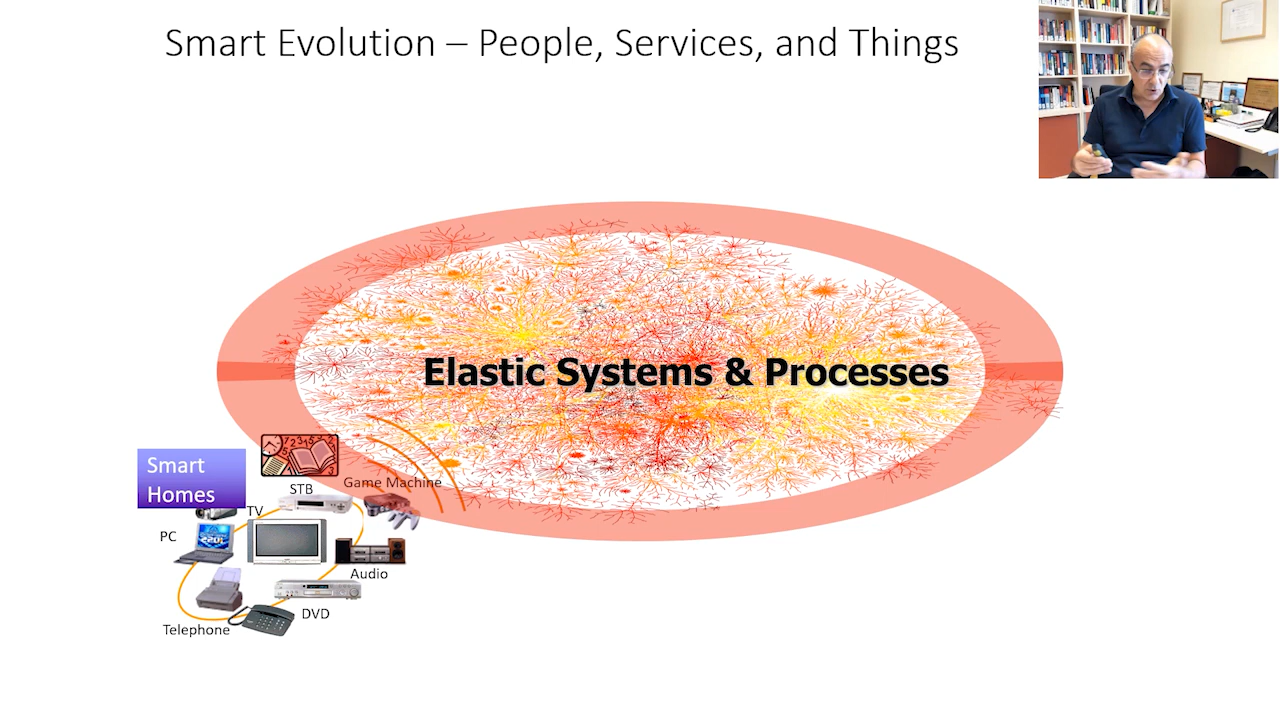 Smart Evolution – People, Services, and Things
Elastic Systems & Processes
Smart
Homes
STB
Game Machine
TV
PC
Audio
DVD
Telephone